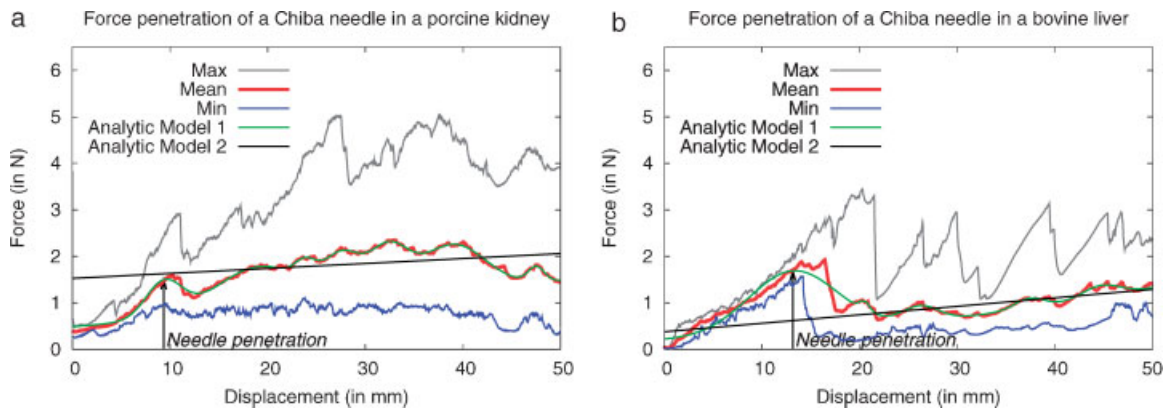 a
Force penetration of a Chiba needle in a porcine kidney
6
5
4
3
2
1
0
Force (in N)
Max
Mean
Min
Analytic Model 1
Analytic Model 2
Needle penetration
0 10 20 30 40 50
Displacement (in mm)
b
Force penetration of a Chiba needle in a bovine liver
6
5
4
3
2
1
0
Force (in N)
Max
Mean
Min
Analytic Model 1
Analytic Model 2
Needle penetration
0 10 20 30 40 50
Displacement (in mm)